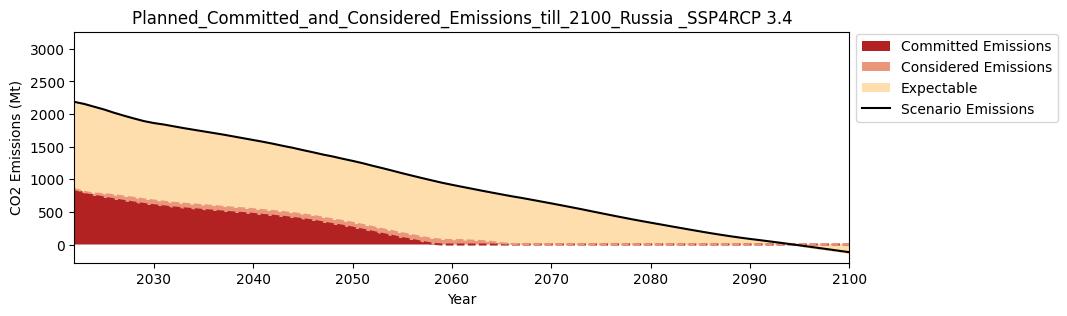 Planned_Committed_and_Considered_Emissions_till_2100_Russia _SSP4RCP 3.4
3000
2500
2000
1500
1000
500
0
CO2 Emissions (Mt)
2030 2040 2050 2060 2070 2080 2090 2100
Year
Committed Emissions
Considered Emissions
Expectable
Scenario Emissions